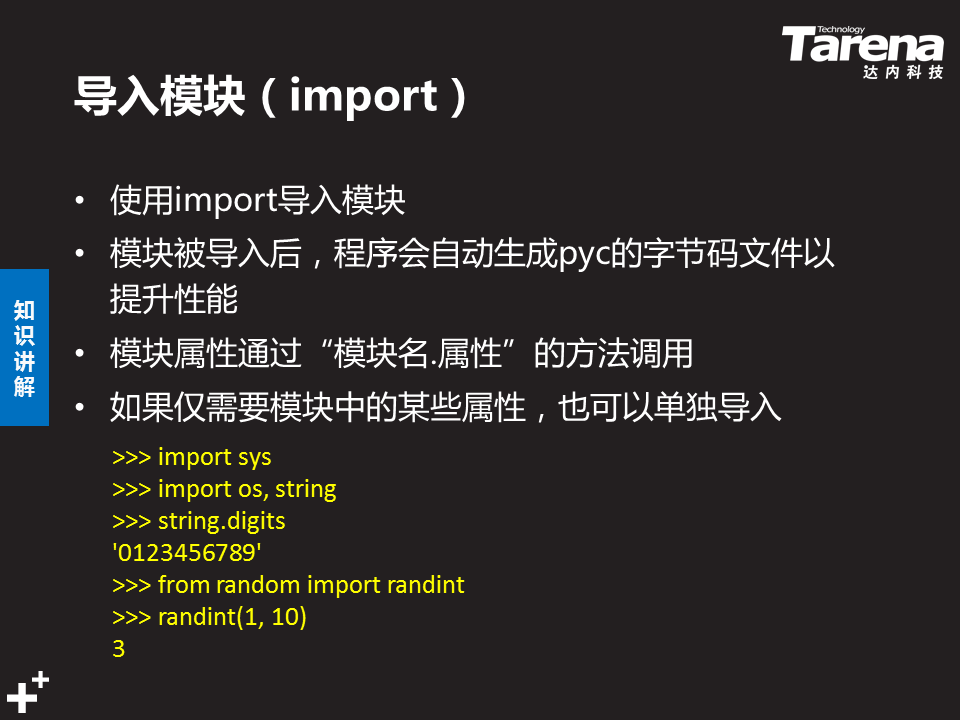 Technology
Tarena
达内科技
导入模块（import）
• 使用import导入模块
• 模块被导入后，程序会自动生成pyc的字节码文件以
提升性能
• 模块属性通过“模块名.属性”的方法调用
• 如果仅需要模块中的某些属性，也可以单独导入
知
识
讲
解
>>> import sys
>>> import os, string
>>> string.digits
'0123456789'
>>> from random import randint
>>> randint(1, 10)
3